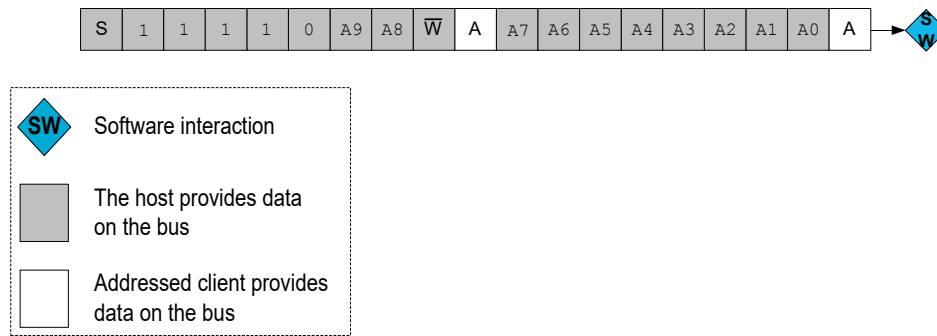 S 1 1 1 1 0 A9 A8 W̅ A A7 A6 A5 A4 A3 A2 A1 A0 A S W
SW Software interaction
The host provides data
on the bus
Addressed client provides
data on the bus